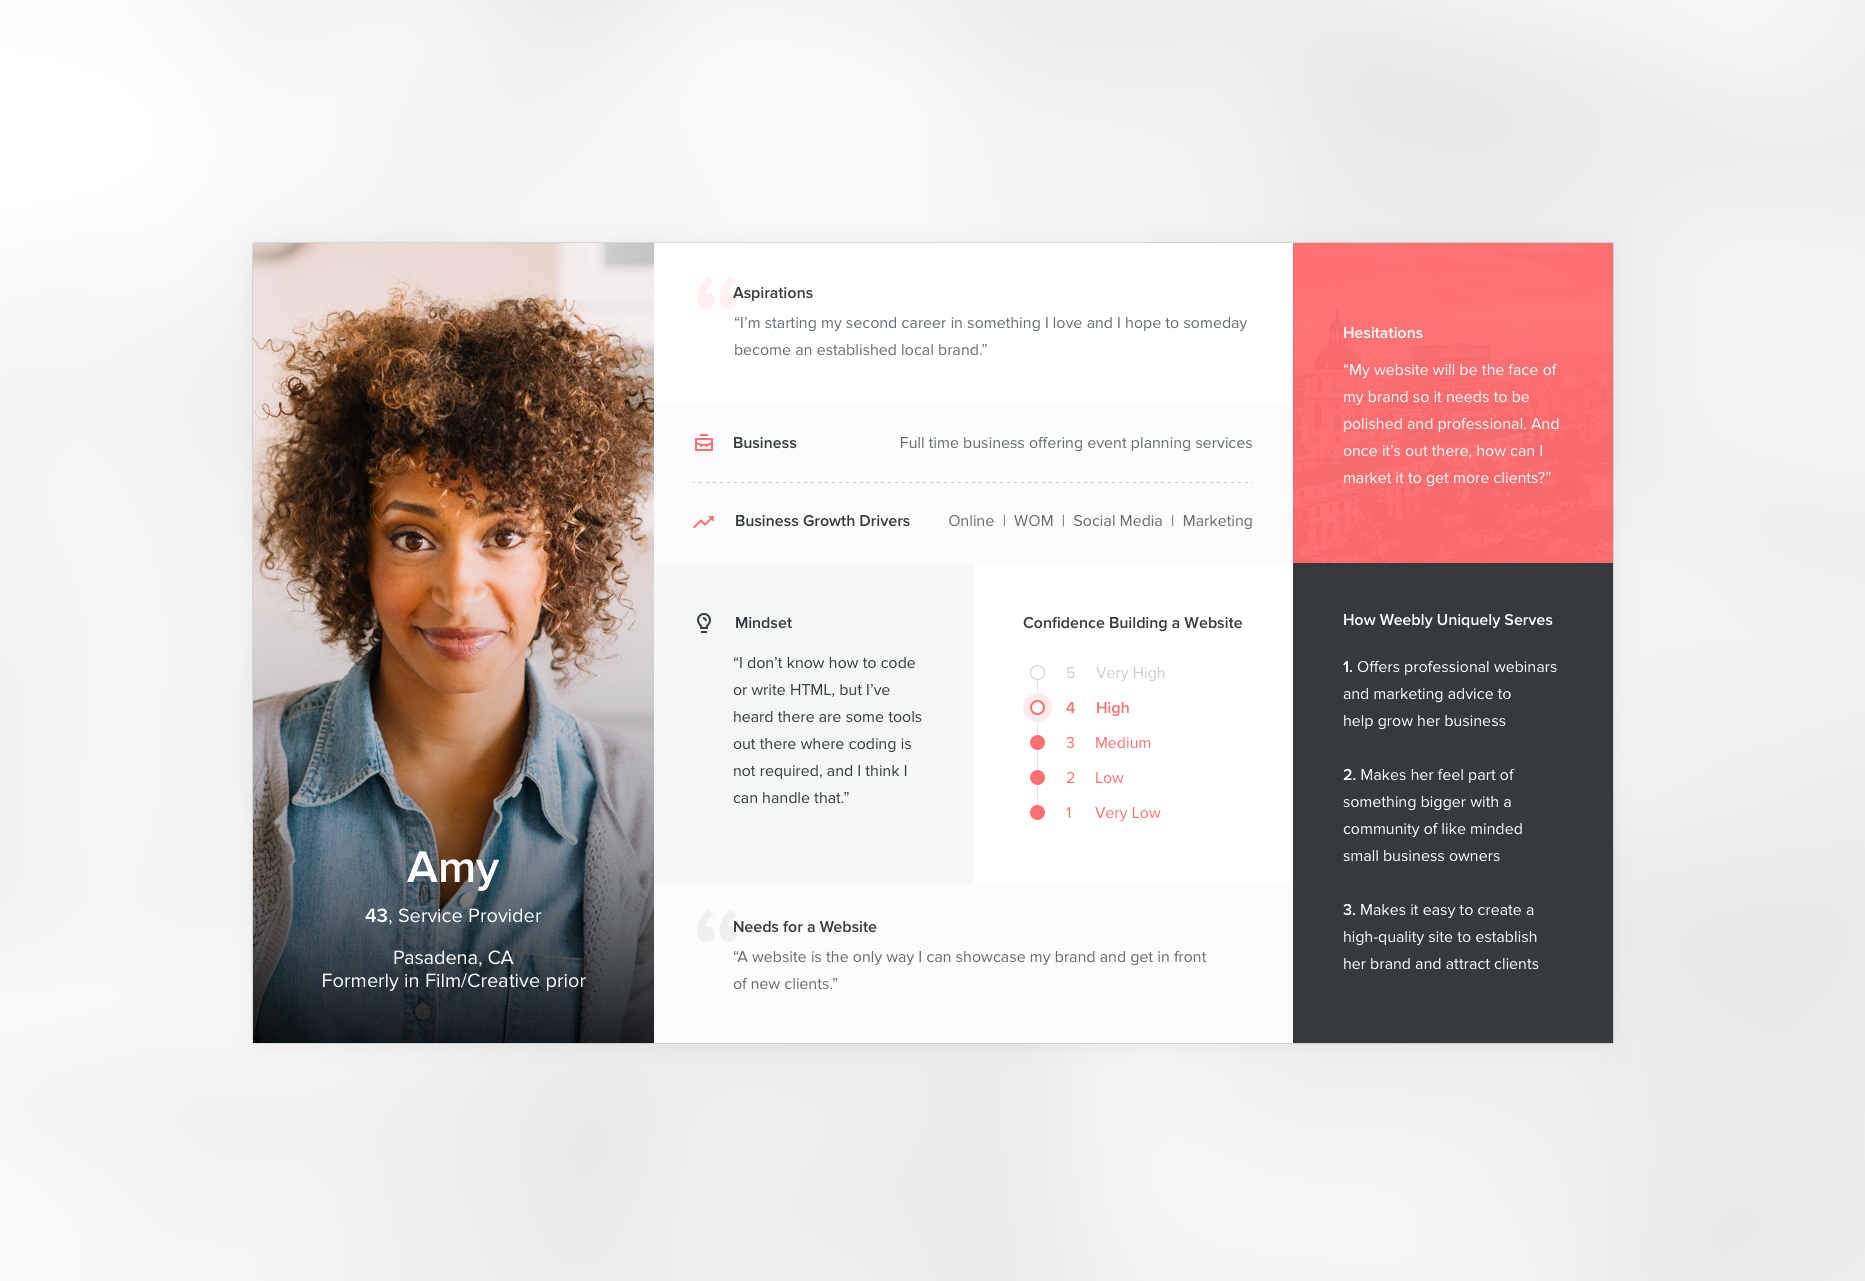 Amy
43, Service Provider
Pasadena, CA
Formerly in Film/Creative prior
Aspirations
“I’m starting my second career in something I love and I hope to someday
become an established local brand.”
Business
Full time business offering event planning services
Business Growth Drivers
Online | WOM | Social Media | Marketing
Mindset
“I don’t know how to code
or write HTML, but I’ve
heard there are some tools
out there where coding is
not required, and I think I
can handle that.”
Confidence Building a Website
5 Very High
4 High
3 Medium
2 Low
1 Very Low
Needs for a Website
“A website is the only way I can showcase my brand and get in front
of new clients.”
Hesitations
“My website will be the face of
my brand so it needs to be
polished and professional. And
once it’s out there, how can I
market it to get more clients?”
How Weebly Uniquely Serves
1. Offers professional webinars
and marketing advice to
help grow her business
2. Makes her feel part of
something bigger with a
community of like minded
small business owners
3. Makes it easy to create a
high-quality site to establish
her brand and attract clients